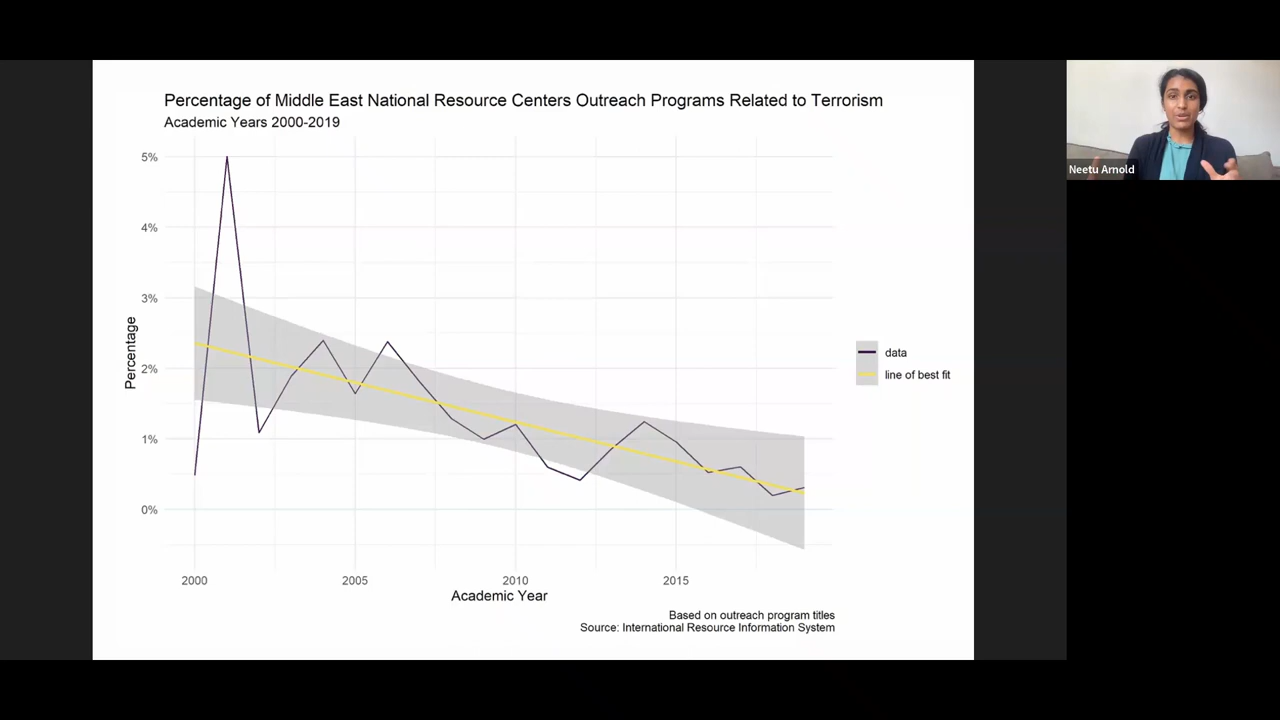 Percentage of Middle East National Resource Centers Outreach Programs Related to Terrorism
Academic Years 2000-2019
5%
4%
3%
2%
1%
0%
Percentage
2000
2005
2010
2015
Academic Year
data
line of best fit
Based on outreach program titles
Source: International Resource Information System
Neetu Arnold